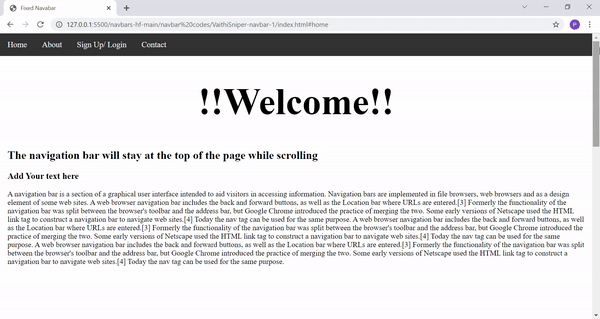 Fixed Navabar
127.0.0.1:5500/navbars-hf-main/navbar%20codes/VaithiSniper-navbar-1/index.html#home
P
Home About Sign Up/ Login Contact
!!Welcome!!
The navigation bar will stay at the top of the page while scrolling
Add Your text here
A navigation bar is a section of a graphical user interface intended to aid visitors in accessing information. Navigation bars are implemented in file browsers, web browsers and as a design
element of some web sites. A web browser navigation bar includes the back and forward buttons, as well as the Location bar where URLs are entered.[3] Formerly the functionality of the
navigation bar was split between the browser's toolbar and the address bar, but Google Chrome introduced the practice of merging the two. Some early versions of Netscape used the HTML
link tag to construct a navigation bar to navigate web sites.[4] Today the nav tag can be used for the same purpose. A web browser navigation bar includes the back and forward buttons, as well
as the Location bar where URLs are entered.[3] Formerly the functionality of the navigation bar was split between the browser's toolbar and the address bar, but Google Chrome introduced the
practice of merging the two. Some early versions of Netscape used the HTML link tag to construct a navigation bar to navigate web sites.[4] Today the nav tag can be used for the same
purpose. A web browser navigation bar includes the back and forward buttons, as well as the Location bar where URLs are entered.[3] Formerly the functionality of the navigation bar was split
between the browser's toolbar and the address bar, but Google Chrome introduced the practice of merging the two. Some early versions of Netscape used the HTML link tag to construct a
navigation bar to navigate web sites.[4] Today the nav tag can be used for the same purpose.